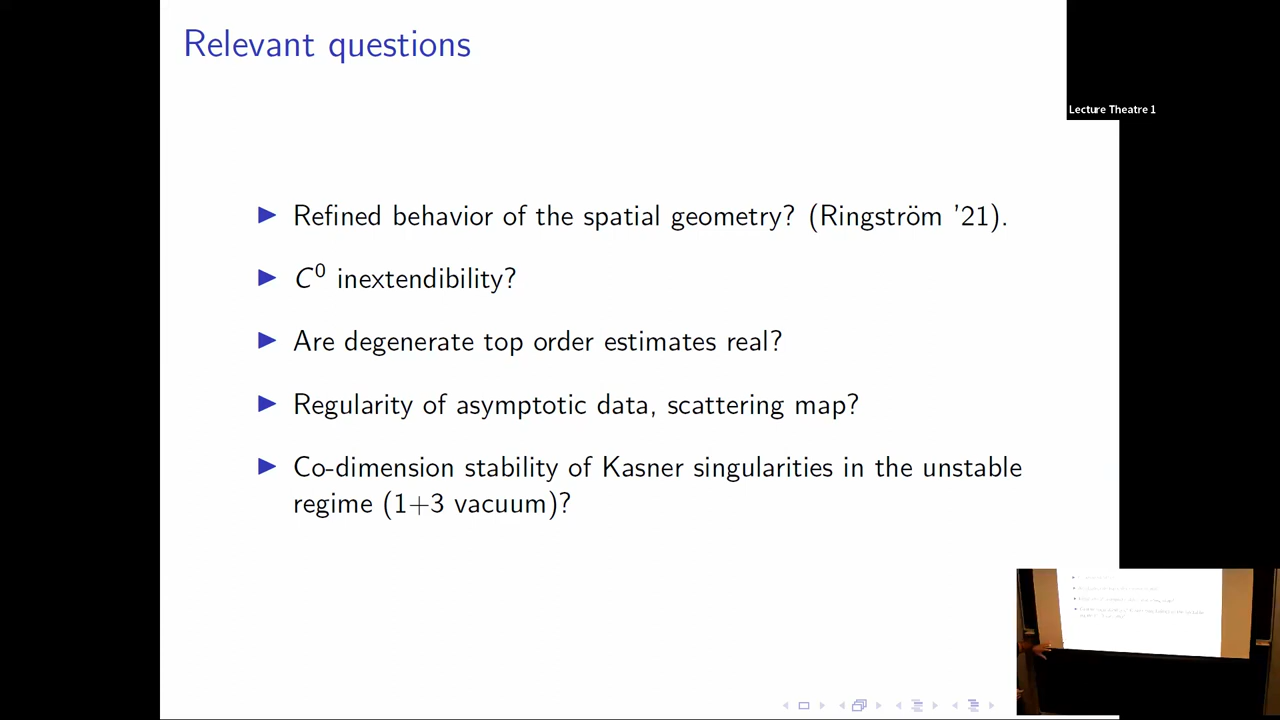 Relevant questions
Lecture Theatre 1
▶ Refined behavior of the spatial geometry? (Ringström ’21).
▶ C⁰ inextendibility?
▶ Are degenerate top order estimates real?
▶ Regularity of asymptotic data, scattering map?
▶ Co-dimension stability of Kasner singularities in the unstable
regime (1+3 vacuum)?